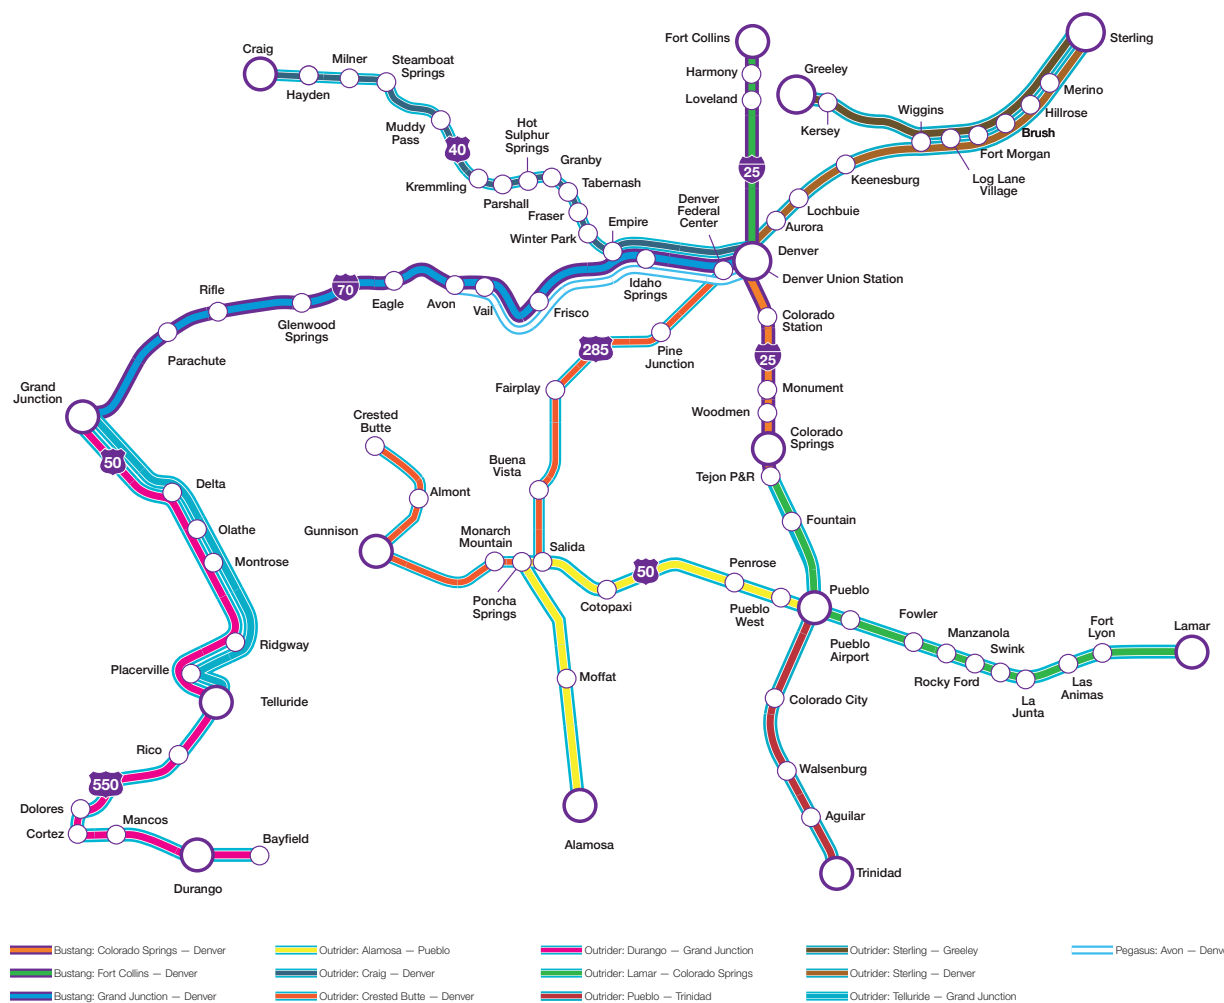 Fort Collins
Sterling
Craig
Milner
Steamboat
Springs
Greeley
Harmony
Hayden
Loveland
Merino
Hillrose
Wiggins
Kersey
Brush
Muddy
Pass
Hot
Sulphur
Springs
40
Fort Morgan
Granby
25
Keenesburg
Log Lane
Village
Kremmling
Tabernash
Parshall
Denver
Federal
Center
Fraser
Lochbuie
Empire
Aurora
Winter Park
Denver
Denver Union Station
Idaho
Springs
Rifle
70
Eagle
Avon
Vail
Frisco
Glenwood
Springs
Colorado
Station
Parachute
285
Pine
Junction
25
Grand
Junction
Fairplay
Monument
Crested
Butte
Woodmen
Colorado
Springs
50
Buena
Vista
Tejon P&R
Delta
Almont
Olathe
Fountain
Gunnison
Monarch
Mountain
Salida
Montrose
50
Penrose
Poncha
Springs
Cotopaxi
Pueblo
West
Pueblo
Fowler
Fort
Lyon
Lamar
Manzanola
Swink
Pueblo
Airport
Ridgway
Rocky Ford
Las
Animas
Placerville
Moffat
La
Junta
Telluride
Colorado City
Rico
Walsenburg
550
Dolores
Mancos
Aguilar
Cortez
Bayfield
Alamosa
Durango
Trinidad
Bustang: Colorado Springs — Denver
Outrider: Alamosa — Pueblo
Outrider: Durango — Grand Junction
Outrider: Sterling — Greeley
Pegasus: Avon — Denv
Bustang: Fort Collins — Denver
Outrider: Craig — Denver
Outrider: Lamar — Colorado Springs
Outrider: Sterling — Denver
Bustang: Grand Junction — Denver
Outrider: Crested Butte — Denver
Outrider: Pueblo — Trinidad
Outrider: Telluride — Grand Junction